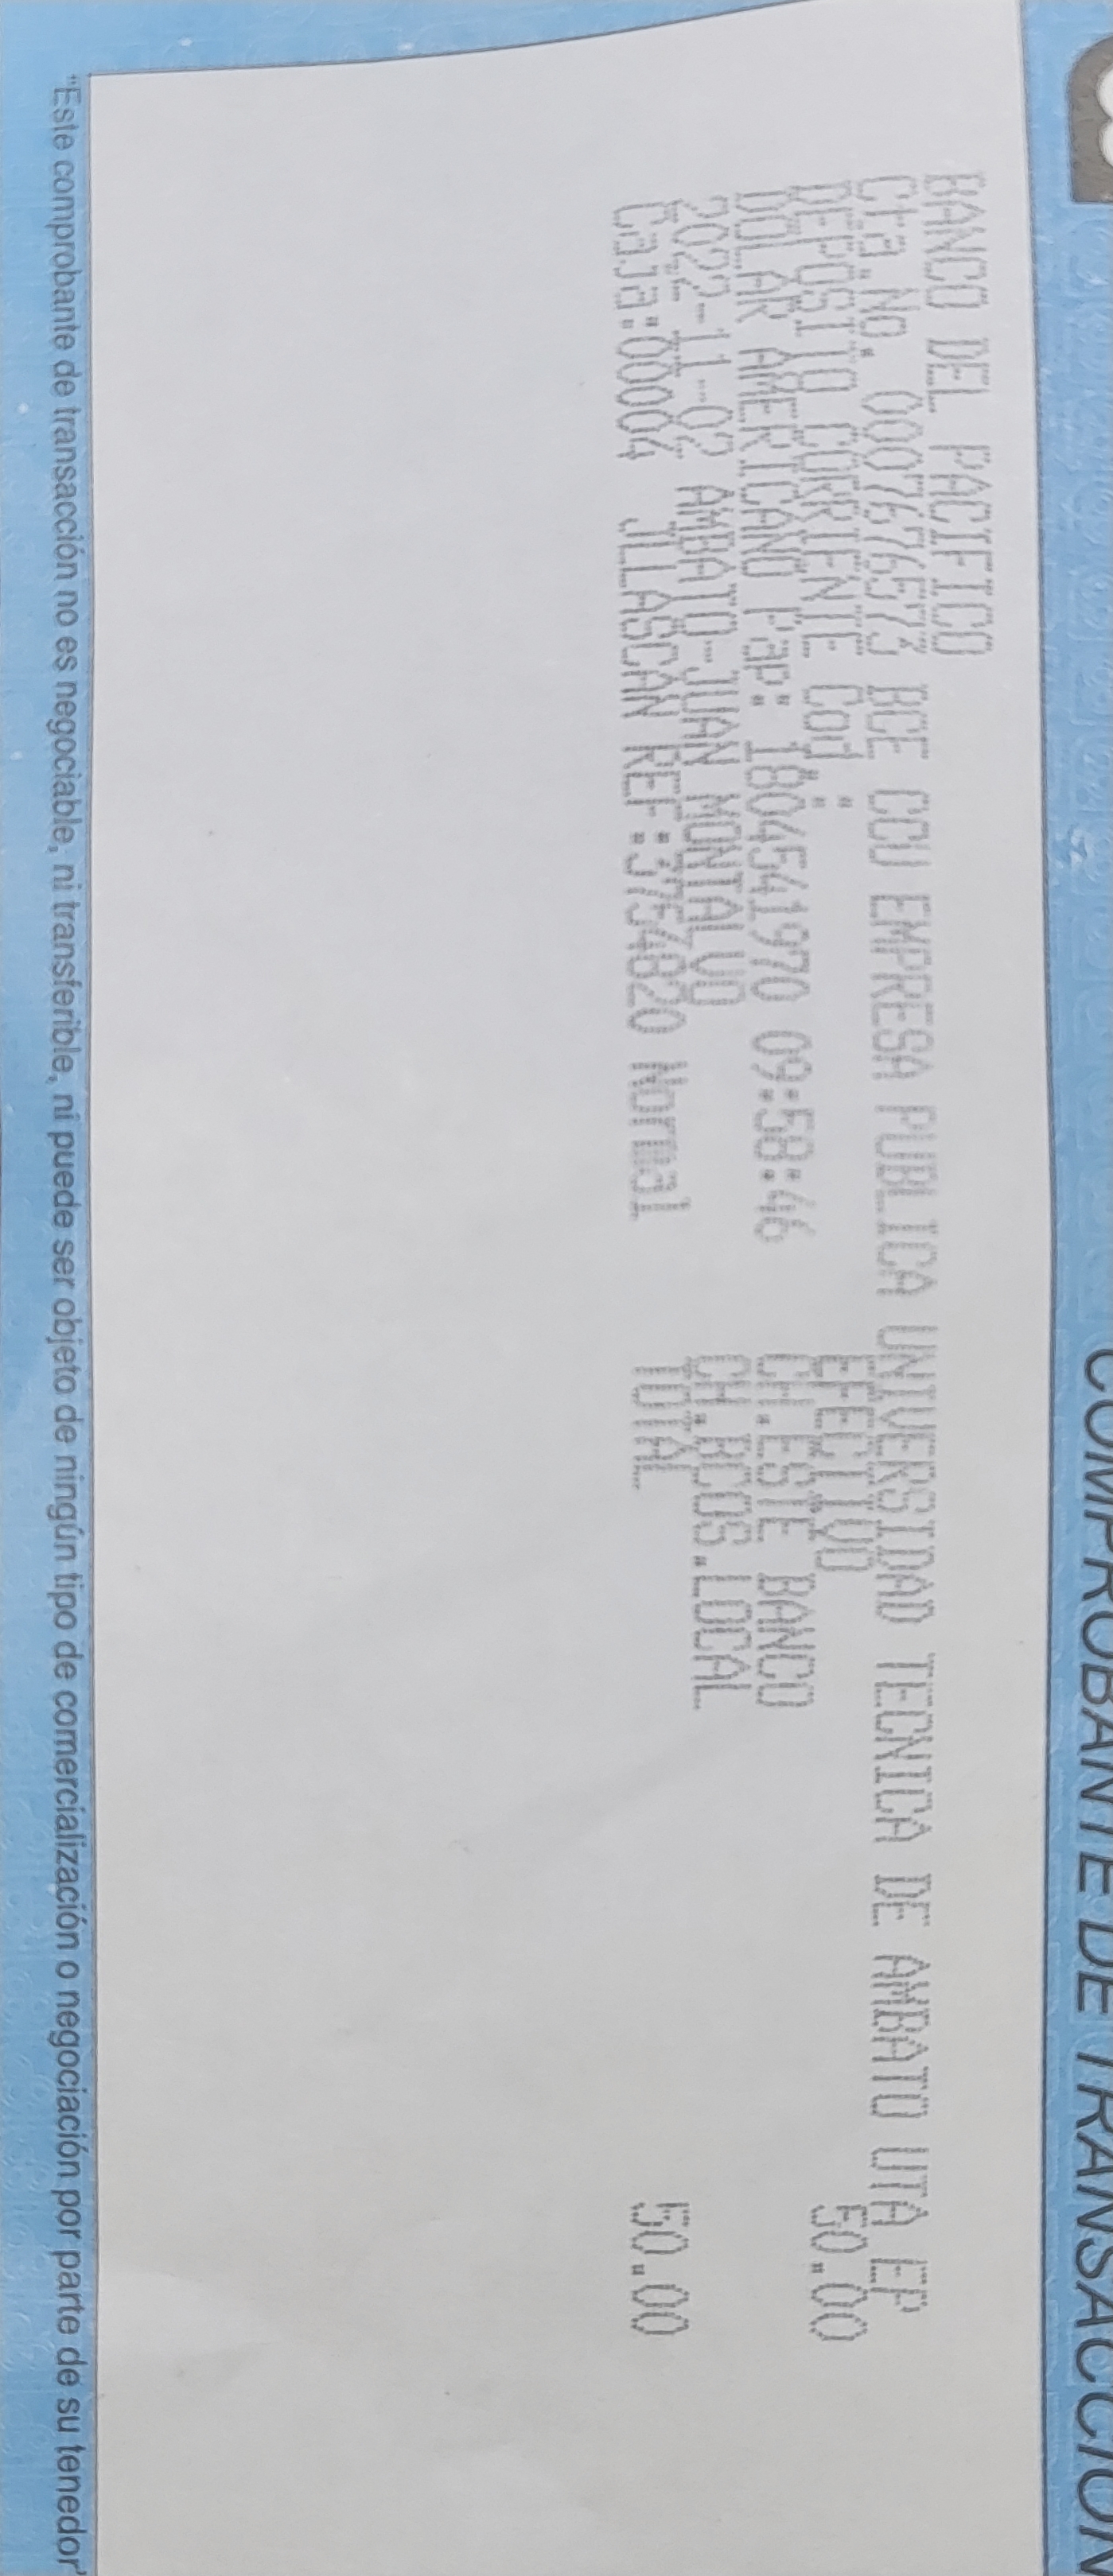 COMPROBANTE DE TRANSACCIÓN
BANCO DEL PACIFICO
Cta.No. 0007676573 BCE CCU EMPRESA PUBLICA UNIVERSIDAD TECNICA DE AMBATO UTA EP
DEPOSITO CORRIENTE Cod.: EFECTIVO 50.00
DOLAR AMERICANO Pap: 1804541970 09:58:46 CH.ESTE BANCO
2022-11-02 AMBATO-JUAN MONTALVO CH.BCOS.LOCAL
Caja:00004 JLLASCAN REF:3754820 Normal TOTAL 50.00
"Este comprobante de transacción no es negociable, ni transferible, ni puede ser objeto de ningún tipo de comercialización o negociación por parte de su tenedor"